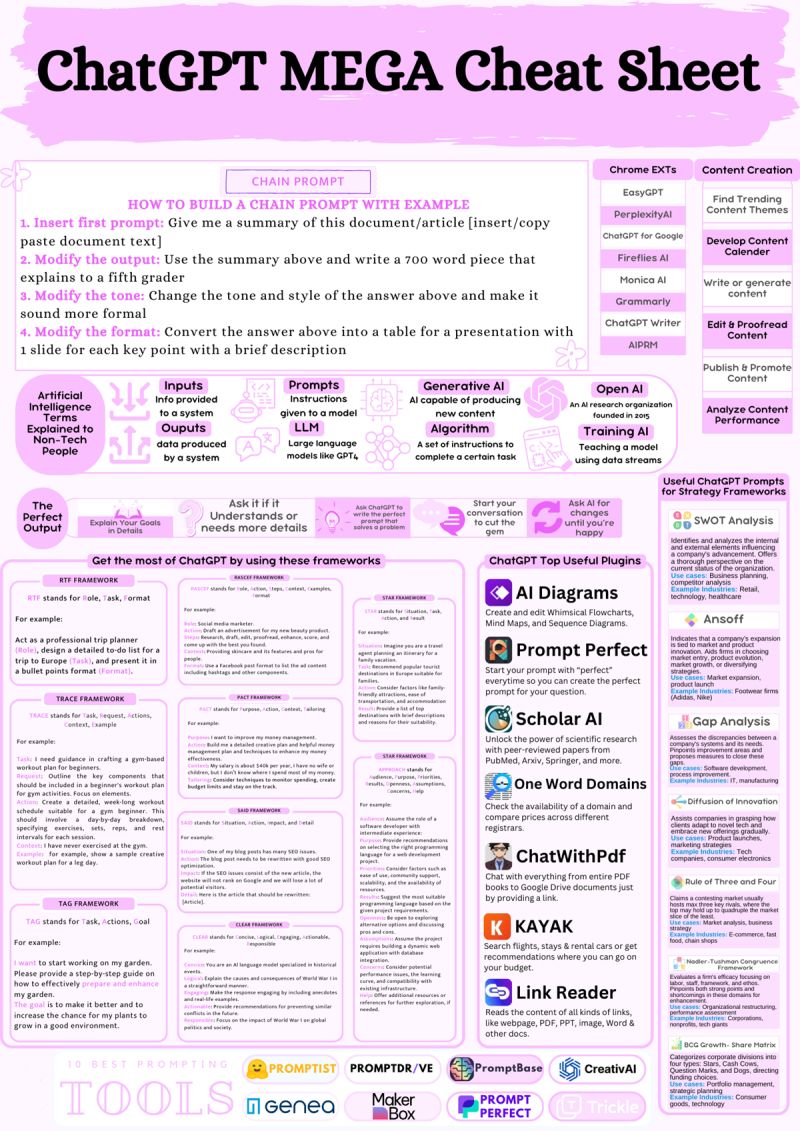 ChatGPT MEGA Cheat Sheet
CHAIN PROMPT
HOW TO BUILD A CHAIN PROMPT WITH EXAMPLE
1. Insert first prompt: Give me a summary of this document/article [insert/copy
paste document text]
2. Modify the output: Use the summary above and write a 700 word piece that
explains to a fifth grader
3. Modify the tone: Change the tone and style of the answer above and make it
sound more formal
4. Modify the format: Convert the answer above into a table for a presentation with
1 slide for each key point with a brief description
Chrome EXTs
EasyGPT
PerplexityAI
ChatGPT for Google
Fireflies AI
Monica AI
Grammarly
ChatGPT Writer
AIPRM
Content Creation
Find Trending
Content Themes
Develop Content
Calender
Write or generate
content
Edit & Proofread
Content
Publish & Promote
Content
Analyze Content
Performance
Artificial
Intelligence
Terms
Explained to
Non-Tech
People
Inputs
Info provided
to a system
Ouputs
data produced
by a system
Prompts
Instructions
given to a model
LLM
Large language
models like GPT4
Generative AI
AI capable of producing
new content
Algorithm
A set of instructions to
complete a certain task
Open AI
An AI research organization
founded in 2015
Training AI
Teaching a model
using data streams
The
Perfect
Output
Explain Your Goals
in Details
Ask it if it
Understands or
needs more details
Ask ChatGPT to
write the perfect
prompt that
solves a problem
Start your
conversation
to cut the
gem
Ask AI for
changes
until you're
happy
Get the most of ChatGPT by using these frameworks
RTF FRAMEWORK
RTF stands for Role, Task, Format
For example:
Act as a professional trip planner
(Role), design a detailed to-do list for a
trip to Europe (Task), and present it in
a bullet points format (Format).
TRACE FRAMEWORK
TRACE stands for Task, Request, Actions,
Context, Example
For example:
Task: I need guidance in crafting a gym-based
workout plan for beginners.
Request: Outline the key components that
should be included in a beginner's workout plan
for gym activities. Focus on elements.
Action: Create a detailed, week-long workout
schedule suitable for a gym beginner. This
should involve a day-by-day breakdown,
specifying exercises, sets, reps, and rest
intervals for each session.
Context: I have never exercised at the gym.
Example: for example, show a sample creative
workout plan for a leg day.
TAG FRAMEWORK
TAG stands for Task, Actions, Goal
For example:
I want to start working on my garden.
Please provide a step-by-step guide on
how to effectively prepare and enhance
my garden.
The goal is to make it better and to
increase the chance for my plants to
grow in a good environment.
RASCEF FRAMEWORK
RASCEF stands for Role, Action, Steps, Context, Examples,
Format
For example:
Role: Social media marketer.
Action: Draft an advertisement for my new beauty product.
Steps: Research, draft, edit, proofread, enhance, score, and
come up with the best you found.
Context: Providing skincare and its features and pros for
people.
Format: Use a Facebook post format to list the ad content
including hashtags and other components.
PACT FRAMEWORK
PACT stands for Purpose, Action, Context, Tailoring
For example:
Purpose: I want to improve my money management.
Action: Build me a detailed creative plan and helpful money
management plan and techniques to enhance my money
effectiveness.
Context: My salary is about $40k per year, I have no wife or
children, but I don't know where I spend most of my money.
Tailoring: Consider techniques to monitor spending, create
budget limits and stay on the track.
SAID FRAMEWORK
SAID stands for Situation, Action, Impact, and Detail
For example:
Situation: One of my blog posts has many SEO issues.
Action: The blog post needs to be rewritten with good SEO
optimization.
Impact: If the SEO issues consist of the new article, the
website will not rank on Google and we will lose a lot of
potential visitors.
Detail: Here is the article that should be rewritten:
[Article].
CLEAR FRAMEWORK
CLEAR stands for Concise, Logical, Engaging, Actionable,
Responsible
For example:
Concise: You are an AI language model specialized in historical
events.
Logical: Explain the causes and consequences of World War I in
a straightforward manner.
Engaging: Make the response engaging by including anecdotes
and real-life examples.
Actionable: Provide recommendations for preventing similar
conflicts in the future.
Responsible: Focus on the impact of World War I on global
politics and society.
STAR FRAMEWORK
STAR stands for Situation, Task,
Action, and Result
For example:
Situation: Imagine you are a travel
agent planning an itinerary for a
family vacation.
Task: Recommend popular tourist
destinations in Europe suitable for
families.
Action: Consider factors like family-
friendly attractions, ease of
transportation, and accommodation
Result: Provide a list of top
destinations with brief descriptions
and reasons for their suitability.
STAR FRAMEWORK
APPROACH stands for
Audience, Purpose, Priorities,
Results, Openness, Assumptions,
Concerns, Help
For example:
Audience: Assume the role of a
software developer with
intermediate experience:
Purpose: Provide recommendations
on selecting the right programming
language for a web development
project.
Priorities: Consider factors such as
ease of use, community support,
scalability, and the availability of
resources.
Results: Suggest the most suitable
programming language based on the
given project requirements.
Openness: Be open to exploring
alternative options and discussing
pros and cons.
Assumptions: Assume the project
requires building a dynamic web
application with database
integration.
Concerns: Consider potential
performance issues, the learning
curve, and compatibility with
existing infrastructure.
Help: Offer additional resources or
references for further exploration, if
needed.
ChatGPT Top Useful Plugins
AI Diagrams
Create and edit Whimsical Flowcharts,
Mind Maps, and Sequence Diagrams.
Prompt Perfect
Start your prompt with “perfect”
everytime so you can create the perfect
prompt for your question.
Scholar AI
Unlock the power of scientific research
with peer-reviewed papers from
PubMed, Arxiv, Springer, and more.
One Word Domains
Check the availability of a domain and
compare prices across different
registrars.
ChatWithPdf
Chat with everything from entire PDF
books to Google Drive documents just
by providing a link.
KAYAK
Search flights, stays & rental cars or get
recommendations where you can go on
your budget.
Link Reader
Reads the content of all kinds of links,
like webpage, PDF, PPT, image, Word &
other docs.
Useful ChatGPT Prompts
for Strategy Frameworks
SWOT Analysis
Identifies and analyzes the internal
and external elements influencing
a company's advancement. Offers
a thorough perspective on the
current status of the organization.
Use cases: Business planning,
competitor analysis
Example Industries: Retail,
technology, healthcare
Ansoff
Indicates that a company's expansion
is tied to market and product
innovation. Aids firms in choosing
market entry, product evolution,
market growth, or diversifying
strategies.
Use cases: Market expansion,
product launch
Example Industries: Footwear firms
(Adidas, Nike)
Gap Analysis
Assesses the discrepancies between a
company's systems and its needs.
Pinpoints improvement areas and
proposes measures to close these
gaps.
Use cases: Software development,
process improvement.
Example Industries: IT, manufacturing
Diffusion of Innovation
Assists companies in grasping how
clients adapt to novel tech and
embrace new offerings gradually.
Use cases: Product launches,
marketing strategies
Example Industries: Tech
companies, consumer electronics
Rule of Three and Four
Claims a contesting market usually
hosts max three key rivals, where the
top may hold up to quadruple the market
slice of the least.
Use cases: Market analysis, business
strategy
Example Industries: E-commerce, fast
food, chain shops
Nadler-Tushman Congruence
Framework
Evaluates a firm's efficacy focusing on
labor, staff, framework, and ethos.
Pinpoints both strong points and
shortcomings in these domains for
enhancement
Use cases: Organizational restructuring,
performance assessment
Example Industries: Corporations,
nonprofits, tech giants
BCG Growth- Share Matrix
Categorizes corporate divisions into
four types: Stars, Cash Cows,
Question Marks, and Dogs, directing
funding choices.
Use cases: Portfolio management,
strategic planning
Example Industries: Consumer
goods, technology
10 BEST PROMPTING
TOOLS
PROMPTIST
PROMPTDR/VE
PromptBase
CreativAI
GENEA
Maker
Box
PROMPT
PERFECT
Trickle